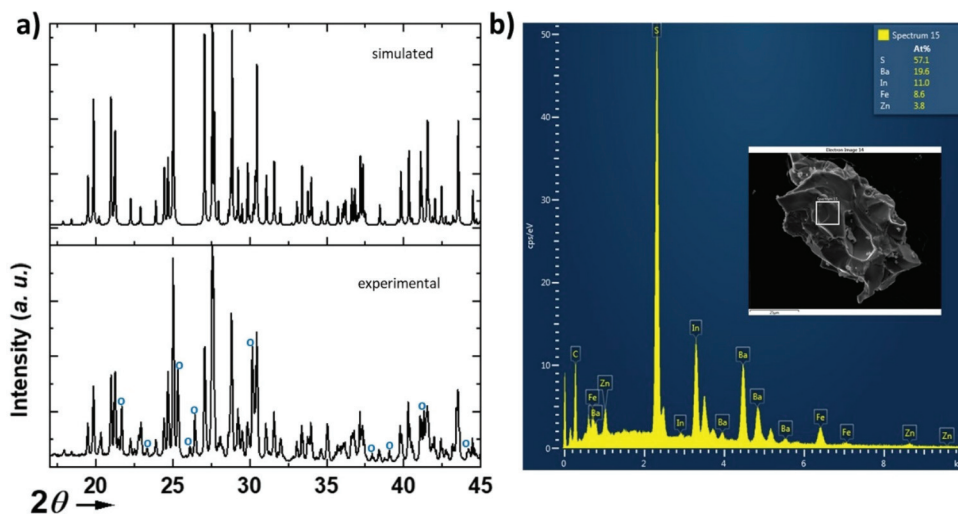 a)
simulated
experimental
Intensity (a. u.)
20 25 30 35 40 45
2θ
b)
Spectrum 15
At%
S 57.1
Ba 19.6
In 11.0
Fe 8.6
Zn 3.8
Electron Image 14
cps/eV
50
40
30
20
10
0
S
C
Fe
Ba
Zn
In
In
Ba
Ba
Ba
Ba
Fe
Fe
Zn
Zn
0 2 4 6 8 k